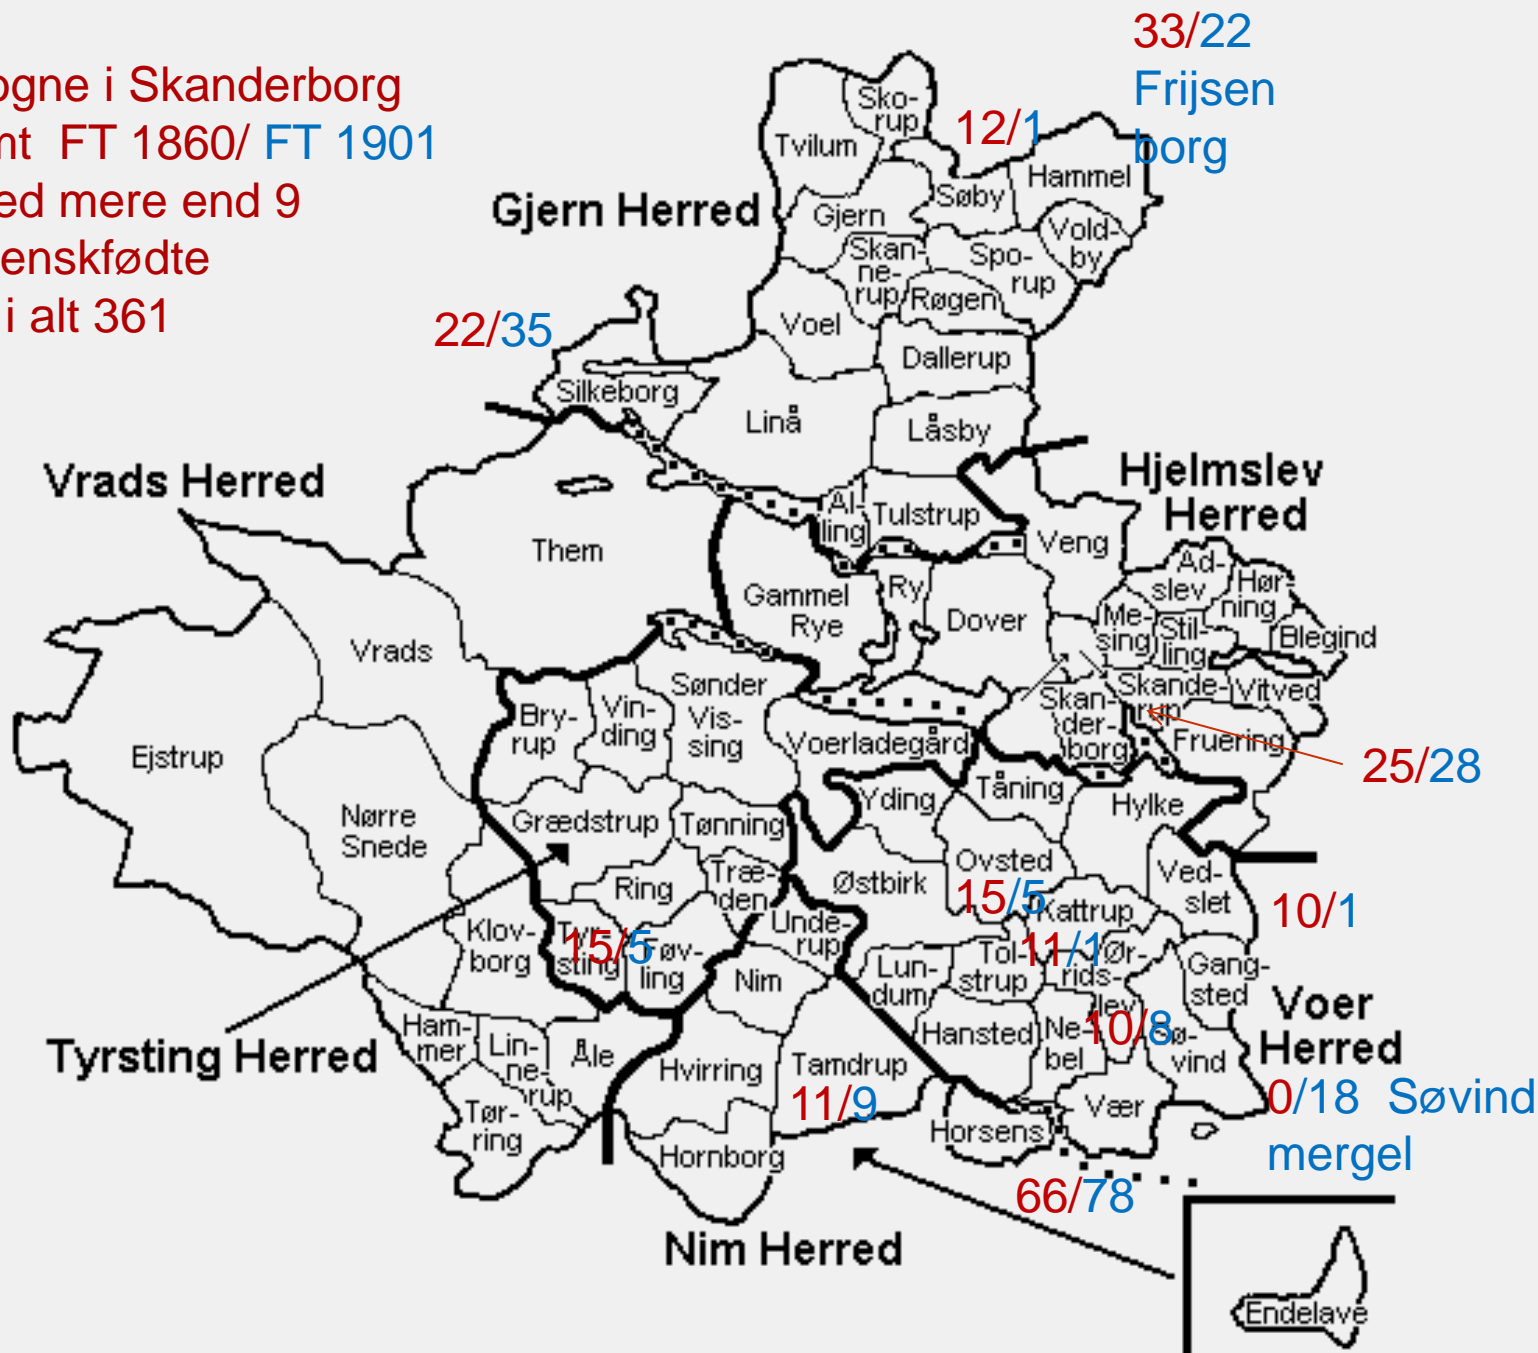 ogne i Skanderborg
mt FT 1860/ FT 1901
ed mere end 9
enskfødte
i alt 361
33/22
Frijsen
borg
12/1
22/35
25/28
10/1
15/5
11/1
10/8
15/5
11/9
66/78
0/18 Søvind
mergel
Gjern Herred
Tvilum
Sko-
rup
Hammel
Søby
Gjern
Vold-
by
Skan-
ne-
rup
Spo-
rup
Røgen
Voel
Dallerup
Silkeborg
Linå
Låsby
Vrads Herred
Hjelmslev
Herred
Al-
ling
Tulstrup
Veng
Them
Gammel
Rye
Ry
Dover
Ad-
slev
Hør-
ning
Me-
sing
Stil-
ling
Blegind
Vrads
Sønder
Vis-
sing
Skan-
der-
borg
Skande-
rup
Vitved
Bry-
rup
Vin-
ding
Voerladegård
Fruering
Ejstrup
Yding
Tåning
Hylke
Nørre
Snede
Grædstrup
Tønning
Ring
Træ-
den
Østbirk
Ovsted
Ved-
slet
Klov-
borg
Tyr-
sting
Føv-
ling
Unde-
rup
Kattrup
Nim
Lun-
dum
Tol-
strup
Ør-
rids-
lev
Gang-
sted
Voer
Herred
Tyrsting Herred
Ham-
mer
Lin-
ne-
rup
Åle
Hvirring
Tamdrup
Hansted
Ne-
bel
Sø-
vind
Tør-
ring
Hornborg
Horsens
Vær
Nim Herred
Endelave